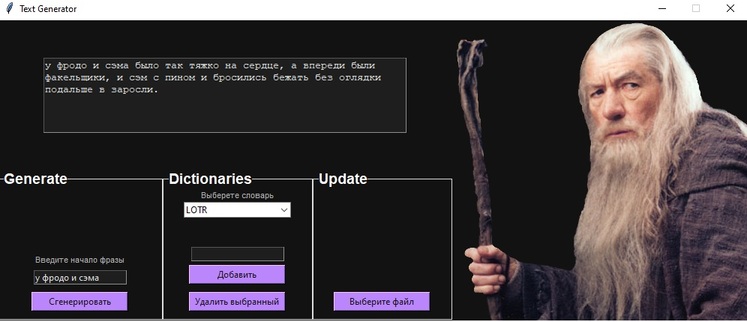 Text Generator
у фродо и сэма было так тяжко на сердце, а впереди были
факельщики, и сэм с пином и бросились бежать без оглядки
подальше в заросли.
Generate
Введите начало фразы
у фродо и сэма
Сгенерировать
Dictionaries
Выберете словарь
LOTR
Добавить
Удалить выбранный
Update
Выберите файл